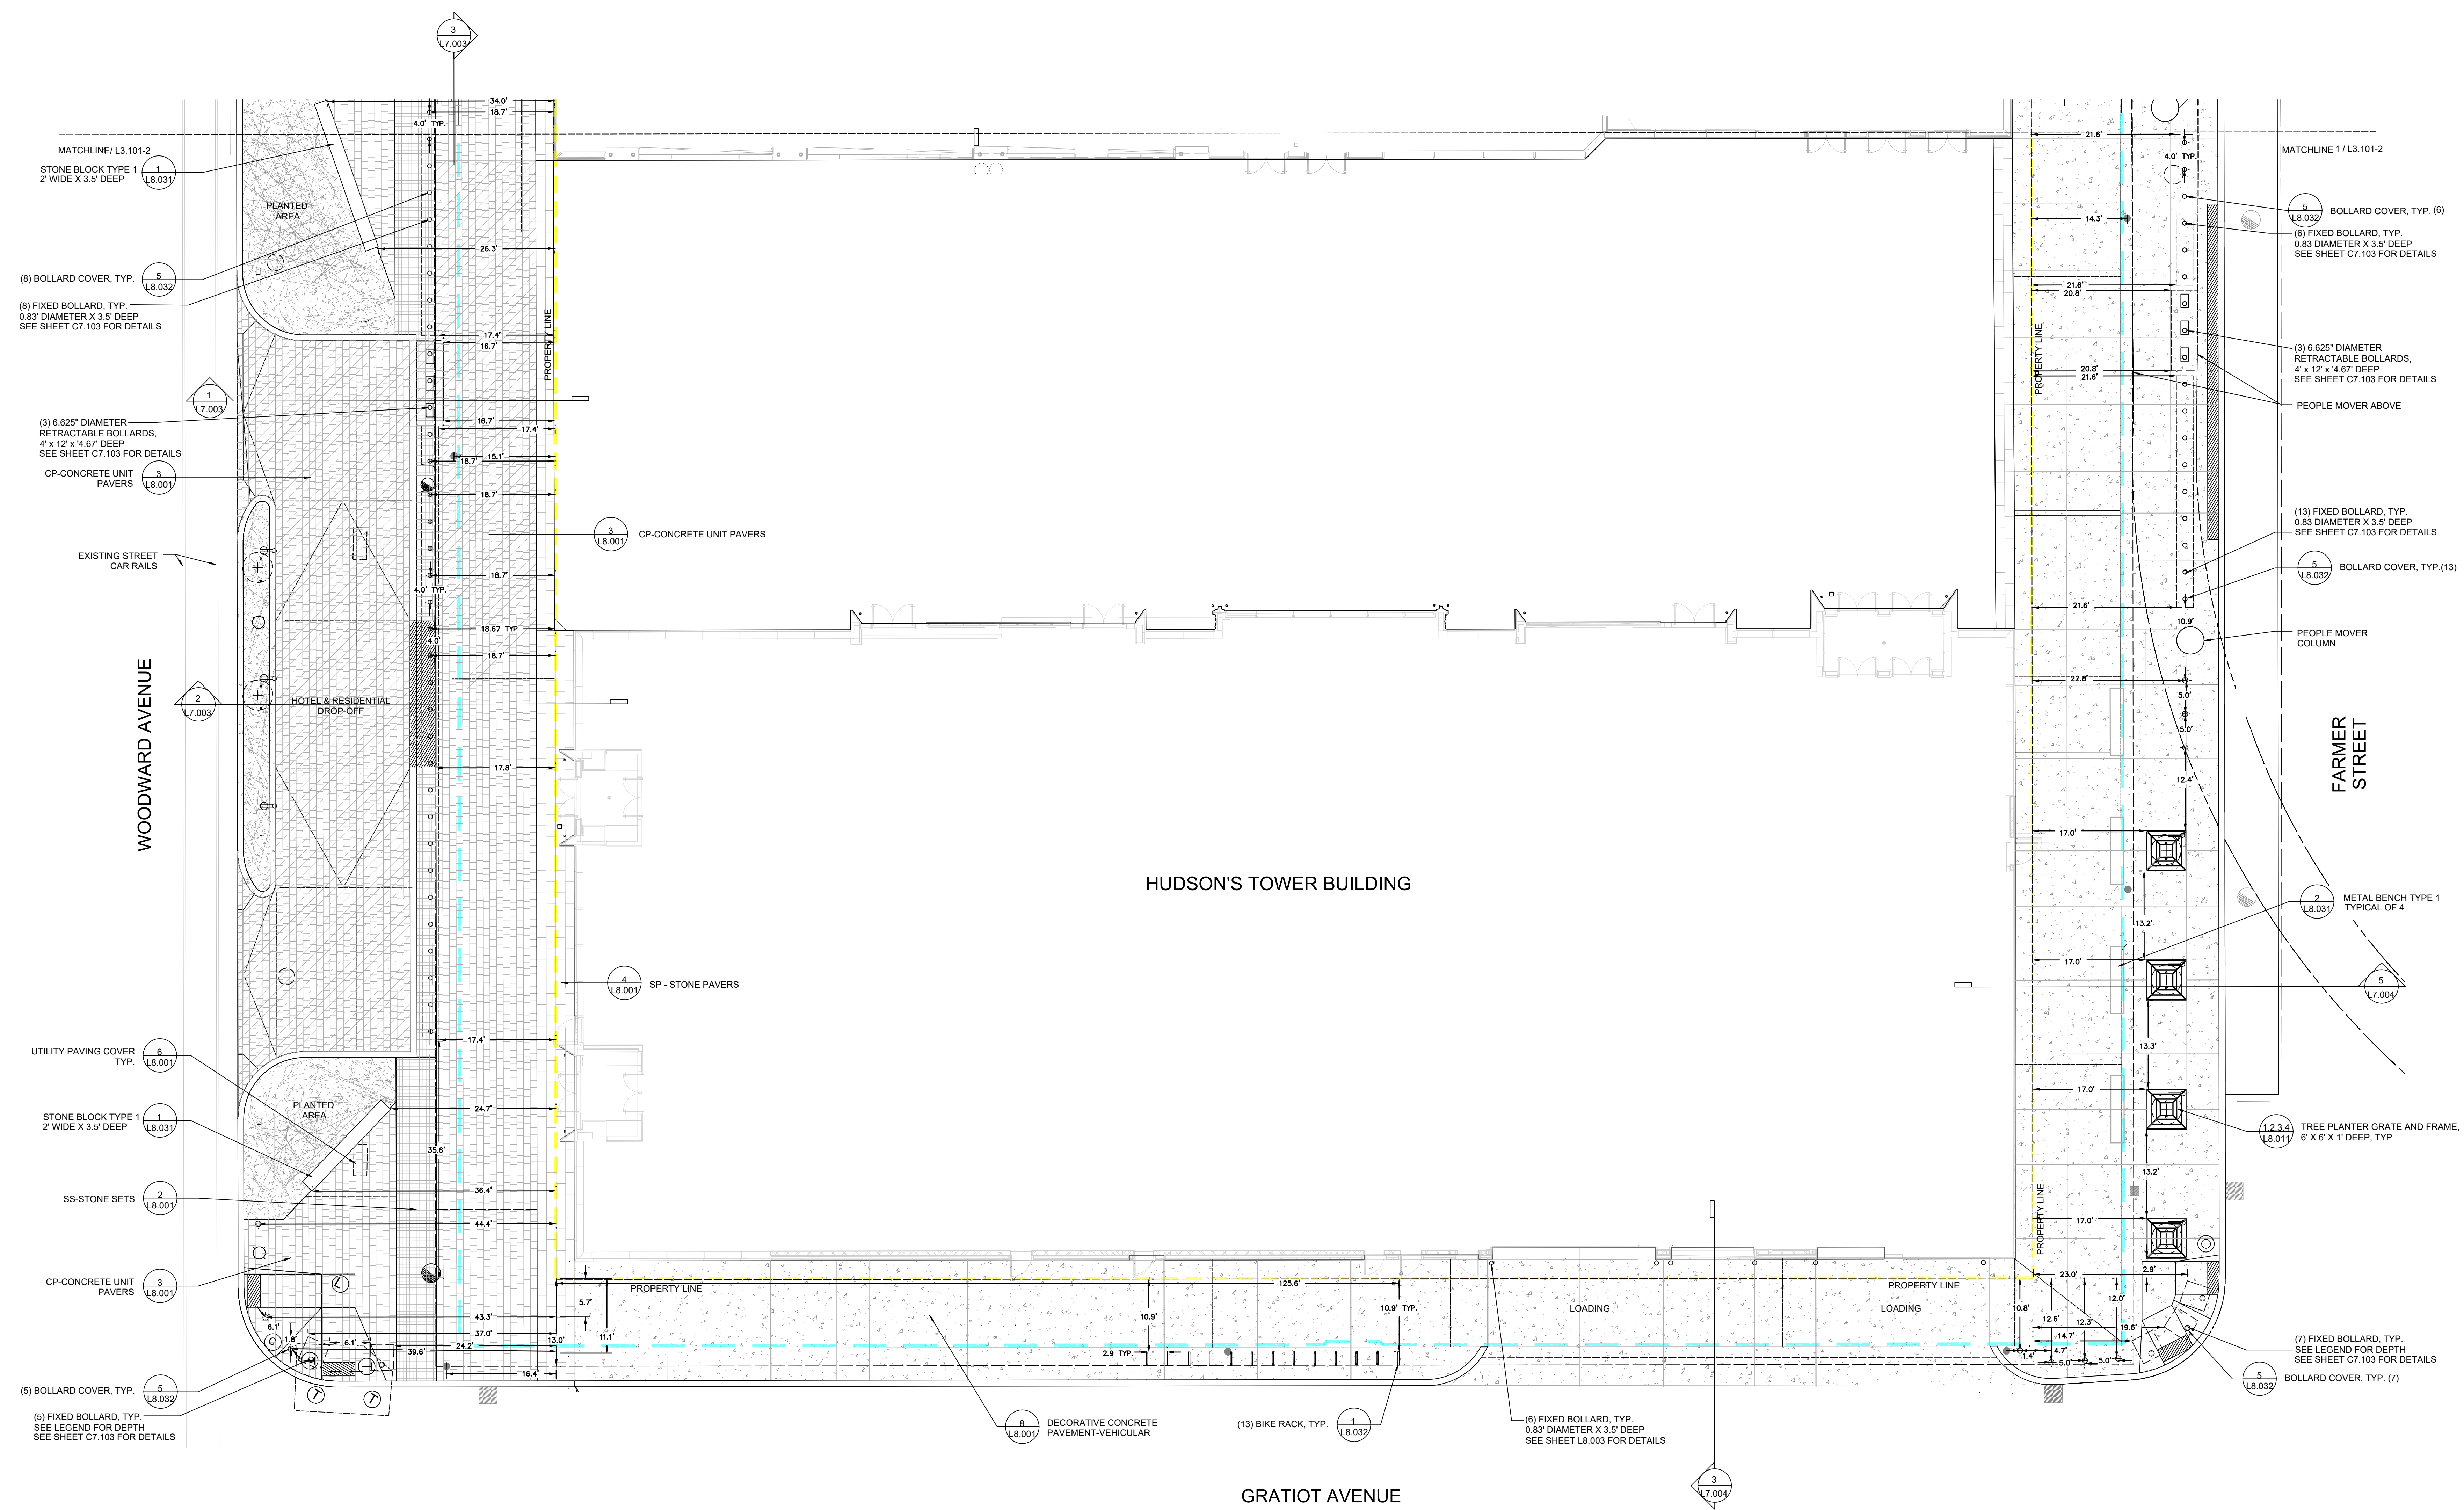 3
L7.003
34.0'
18.7'
4.0' TYP.
MATCHLINE/ L3.101-2
STONE BLOCK TYPE 1
2' WIDE X 3.5' DEEP
1
L8.031
PLANTED
AREA
26.3'
(8) BOLLARD COVER, TYP.
5
L8.032
(8) FIXED BOLLARD, TYP.
0.83' DIAMETER X 3.5' DEEP
SEE SHEET C7.103 FOR DETAILS
17.4'
16.7'
PROPERTY LINE
1
L7.003
(3) 6.625" DIAMETER
RETRACTABLE BOLLARDS,
4' x 12' x '4.67' DEEP
SEE SHEET C7.103 FOR DETAILS
16.7'
17.4'
15.1'
18.7'
CP-CONCRETE UNIT
PAVERS
3
L8.001
18.7'
3
L8.001
CP-CONCRETE UNIT PAVERS
EXISTING STREET
CAR RAILS
18.7'
4.0' TYP.
18.67 TYP
4.0'
18.7'
WOODWARD AVENUE
2
L7.003
HOTEL & RESIDENTIAL
DROP-OFF
17.8'
HUDSON'S TOWER BUILDING
4
L8.001
SP - STONE PAVERS
17.4'
UTILITY PAVING COVER
TYP.
6
L8.001
STONE BLOCK TYPE 1
2' WIDE X 3.5' DEEP
1
L8.031
PLANTED
AREA
24.7'
35.6'
36.4'
SS-STONE SETS
2
L8.001
44.4'
CP-CONCRETE UNIT
PAVERS
3
L8.001
43.3'
6.1'
1.8'
37.0'
6.1'
39.6'
24.2'
13.0'
16.4'
(5) BOLLARD COVER, TYP.
5
L8.032
(5) FIXED BOLLARD, TYP.
SEE LEGEND FOR DEPTH
SEE SHEET C7.103 FOR DETAILS
5.7'
11.1'
PROPERTY LINE
125.6'
10.9'
10.9' TYP.
2.9 TYP.
LOADING
LOADING
PROPERTY LINE
8
L8.001
DECORATIVE CONCRETE
PAVEMENT-VEHICULAR
(13) BIKE RACK, TYP.
1
L8.032
(6) FIXED BOLLARD, TYP.
0.83' DIAMETER X 3.5' DEEP
SEE SHEET L8.003 FOR DETAILS
3
L7.004
GRATIOT AVENUE
21.6'
4.0' TYP.
MATCHLINE 1 / L3.101-2
14.3'
5
L8.032
BOLLARD COVER, TYP. (6)
(6) FIXED BOLLARD, TYP.
0.83 DIAMETER X 3.5' DEEP
SEE SHEET C7.103 FOR DETAILS
21.6'
20.8'
PROPERTY LINE
(3) 6.625" DIAMETER
RETRACTABLE BOLLARDS,
4' x 12' x '4.67' DEEP
SEE SHEET C7.103 FOR DETAILS
20.8'
21.6'
PEOPLE MOVER ABOVE
(13) FIXED BOLLARD, TYP.
0.83 DIAMETER X 3.5' DEEP
SEE SHEET C7.103 FOR DETAILS
5
L8.032
BOLLARD COVER, TYP.(13)
21.6'
10.9'
PEOPLE MOVER
COLUMN
22.8'
5.0'
5.0'
12.4'
FARMER
STREET
17.0'
2
L8.031
METAL BENCH TYPE 1
TYPICAL OF 4
13.2'
17.0'
5
L7.004
13.3'
17.0'
1,2,3,4
L8.011
TREE PLANTER GRATE AND FRAME,
6' X 6' X 1' DEEP, TYP
13.2'
PROPERTY LINE
17.0'
23.0'
2.9'
10.8'
12.0'
12.6'
12.3'
19.6'
14.7'
4.7'
1.4'
5.0'
5.0'
(7) FIXED BOLLARD, TYP.
SEE LEGEND FOR DEPTH
SEE SHEET C7.103 FOR DETAILS
5
L8.032
BOLLARD COVER, TYP. (7)